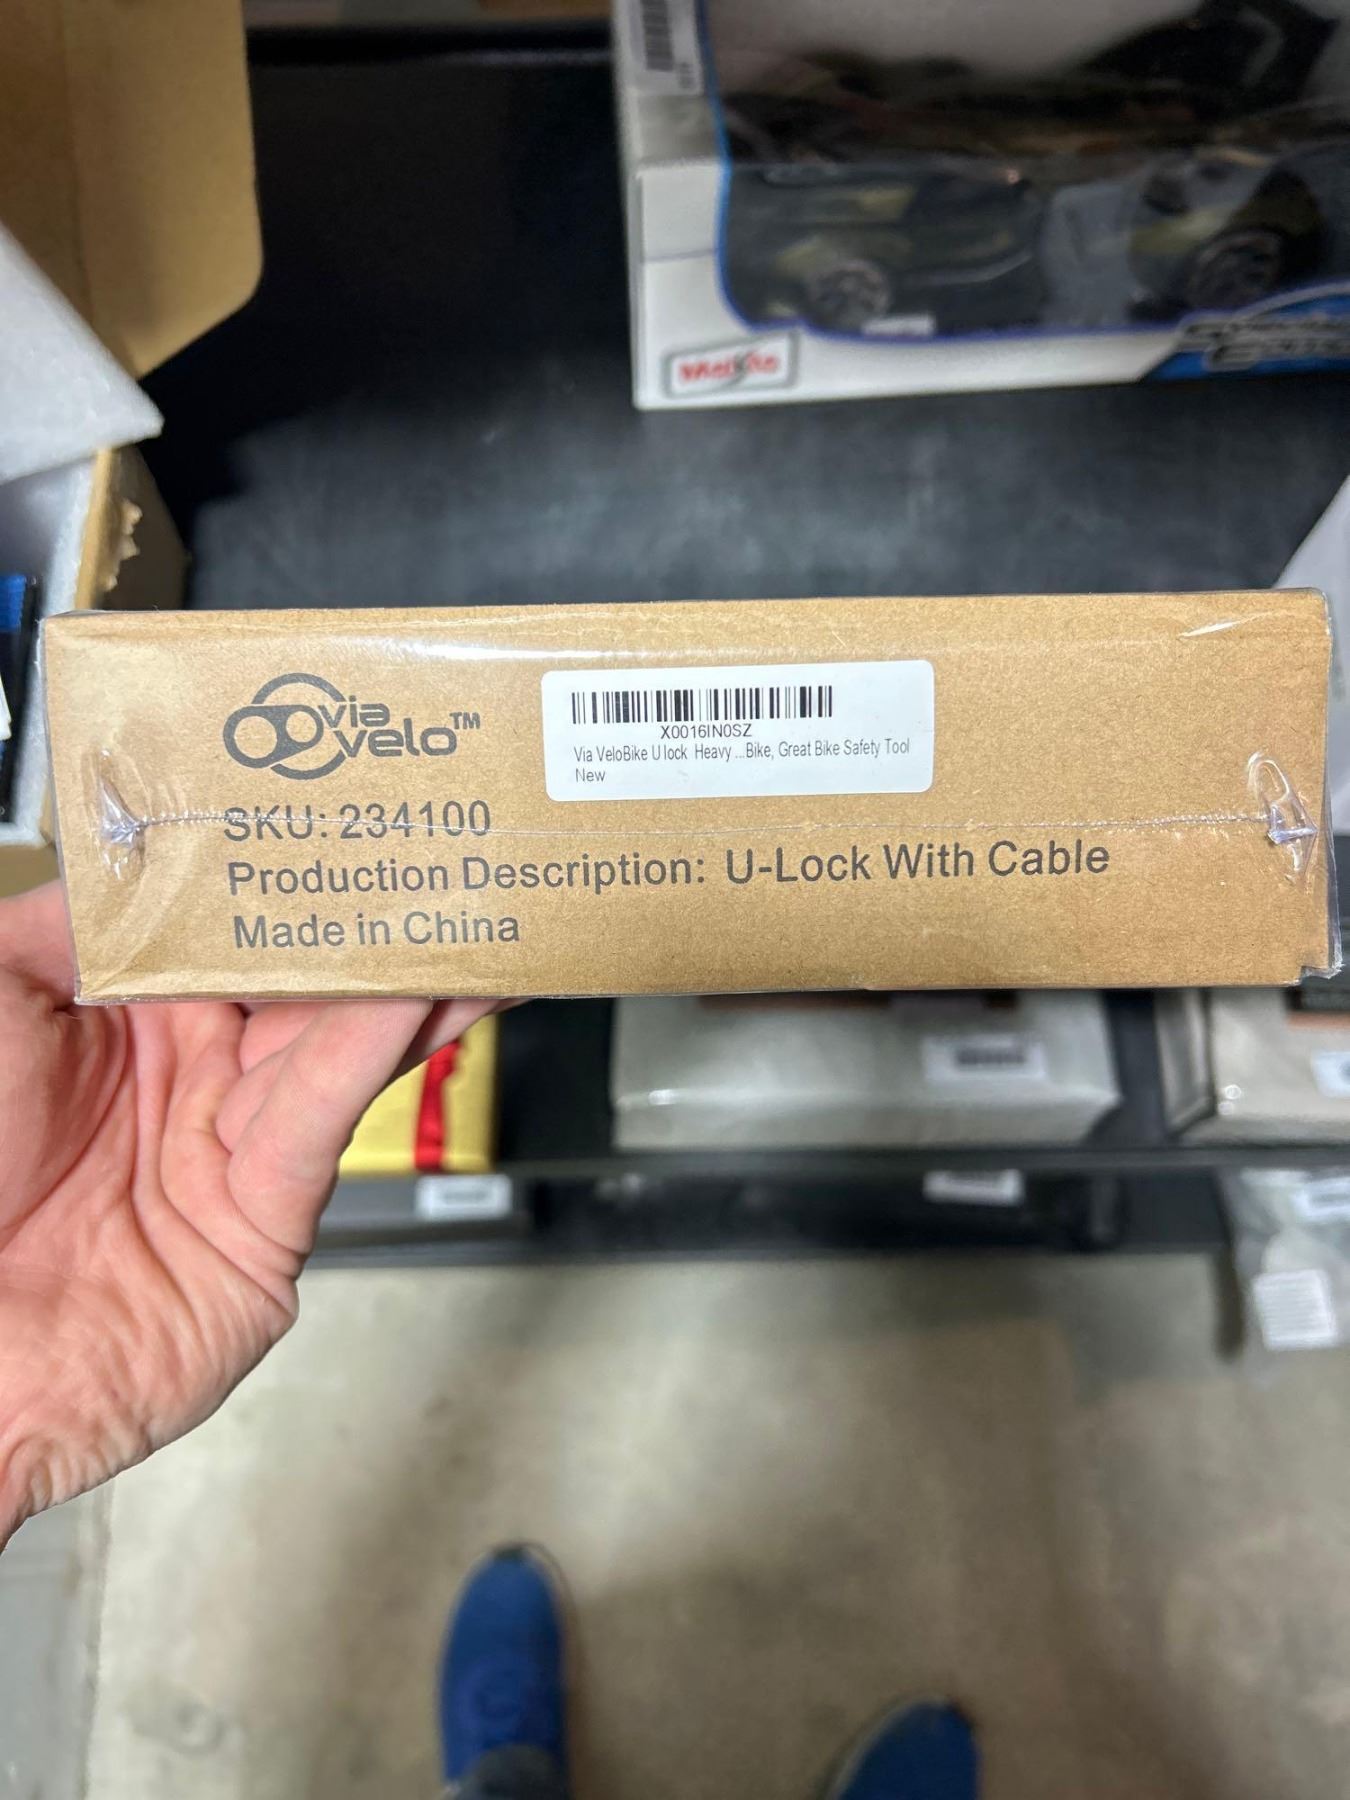 Maisto
via
velo™
X0016IN0SZ
Via VeloBike U lock Heavy ...Bike, Great Bike Safety Tool
New
SKU: 234100
Production Description: U-Lock With Cable
Made in China